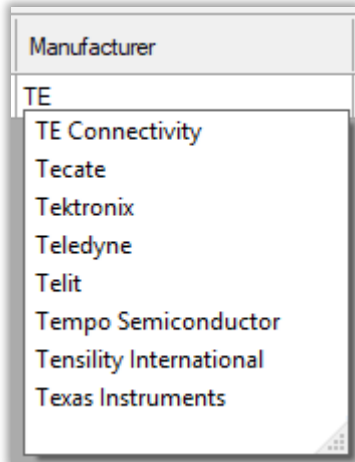 Manufacturer
TE
TE Connectivity
Tecate
Tektronix
Teledyne
Telit
Tempo Semiconductor
Tensility International
Texas Instruments